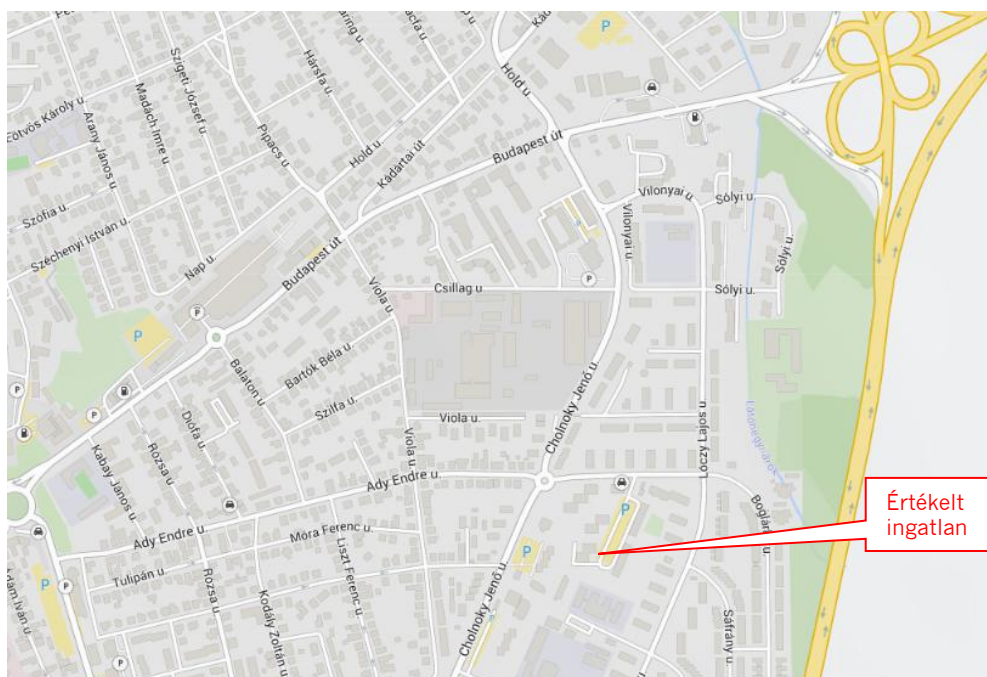 Hold u
Kádártai út
Hold u.
Budapest út
Budapest út
Eötvös Károly u.
Arany János u.
Madách Imre u.
Szigeti József u.
Hársfa u.
Pipacs u.
Szófia u.
Széchenyi István u.
Nap u.
Vilonyai u.
Vilonyai u.
Sólyi u.
Sólyi u.
Sólyi u.
Csillag u
Viola u.
Bartók Béla u.
Szilfa u.
Balaton u.
Diófa u.
Rózsa u
Kabay János u.
Viola u.
Viola u.
Cholnoky Jenő u.
Lóczy Lajos u
Ady Endre u.
Ady Endre u.
Móra Ferenc u.
Tulipán u.
Liszt Ferenc u.
Rózsa u
Kodály Zoltán u.
Cholnoky Jenő u.
Sáfrány u.
P
P
P
P
P
Értékelt
ingatlan